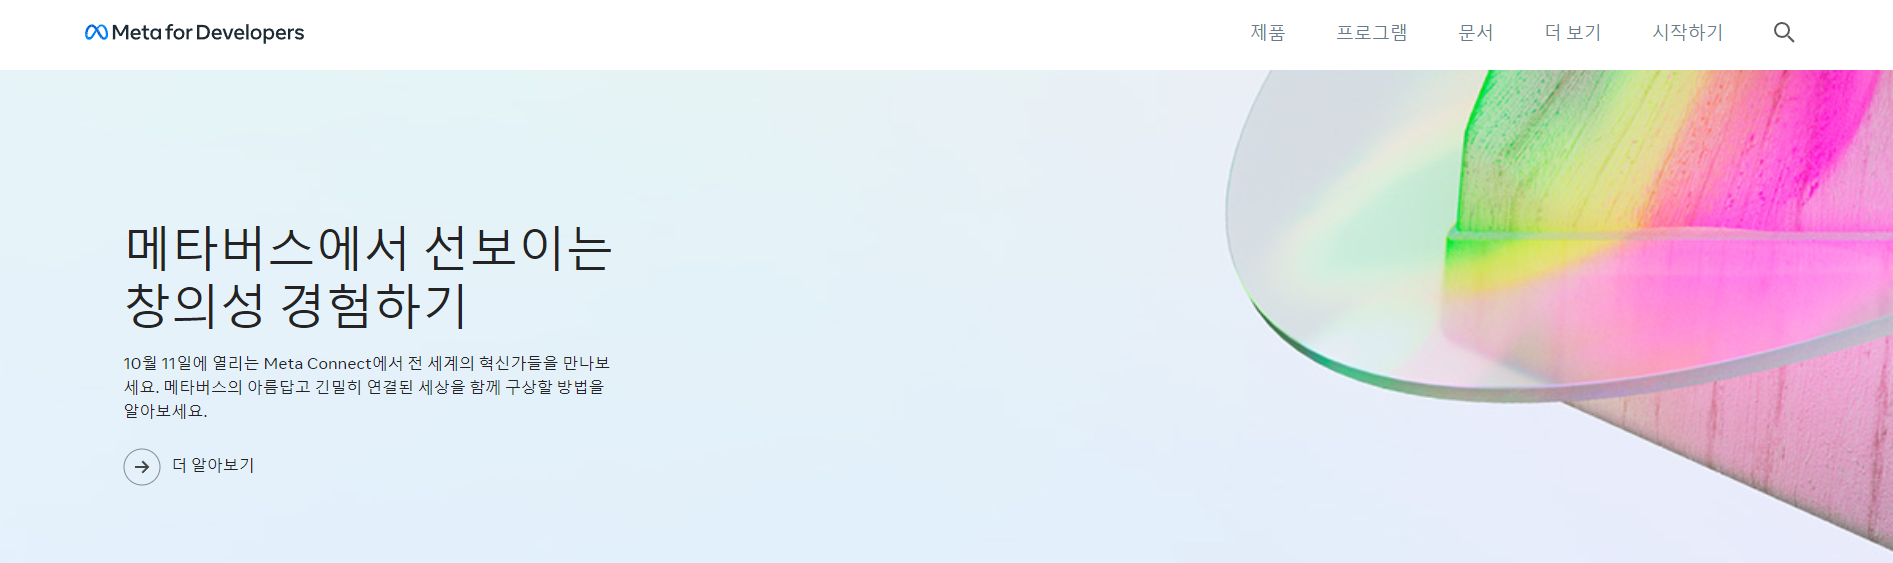 Meta for Developers
제품 프로그램 문서 더 보기 시작하기
메타버스에서 선보이는
창의성 경험하기
10월 11일에 열리는 Meta Connect에서 전 세계의 혁신가들을 만나보
세요. 메타버스의 아름답고 긴밀히 연결된 세상을 함께 구상할 방법을
알아보세요.
더 알아보기